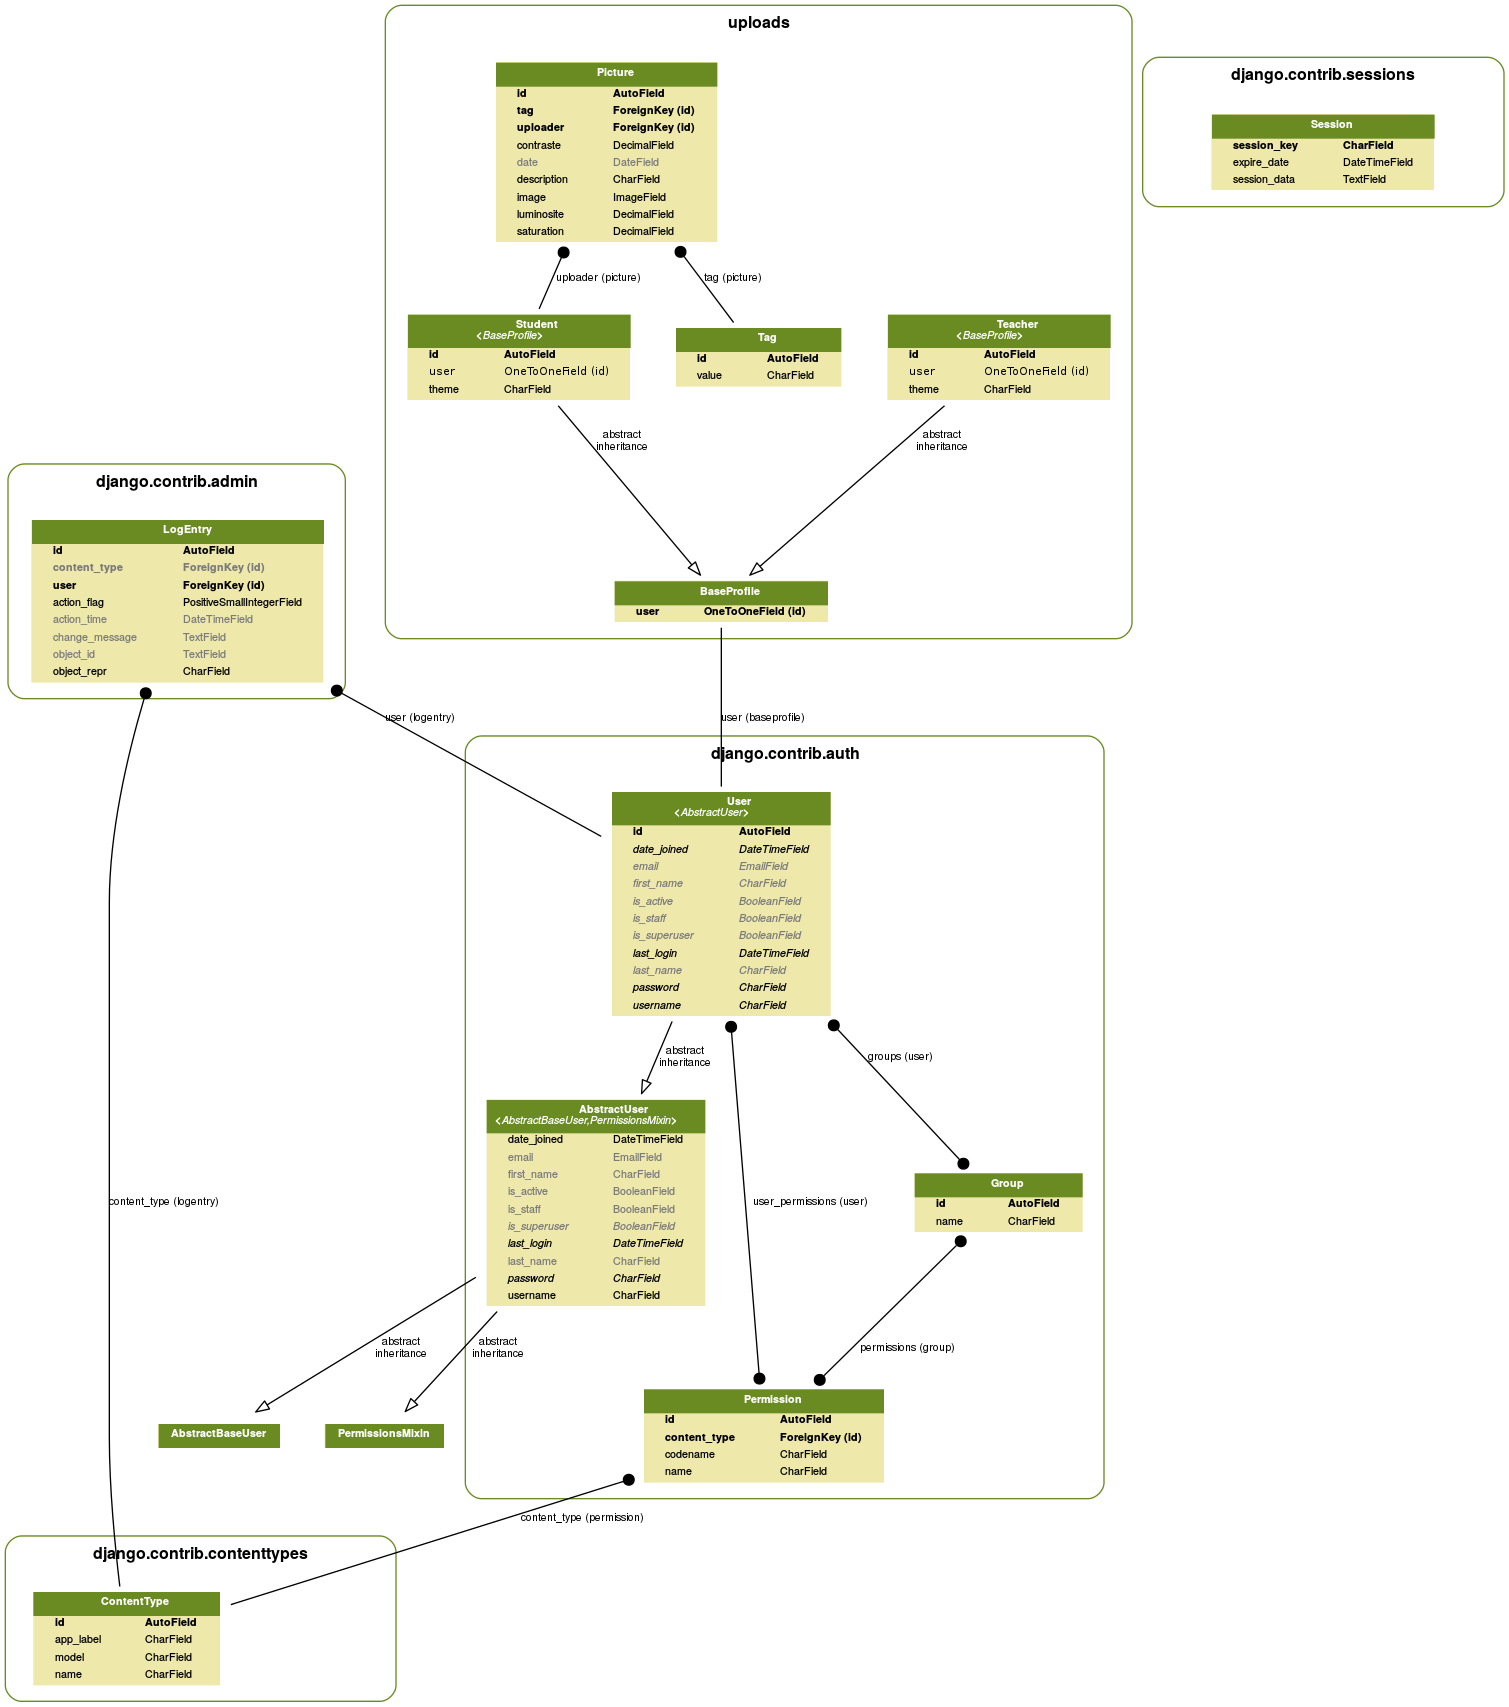 uploads
Picture
id AutoField
tag ForeignKey (id)
uploader ForeignKey (id)
contraste DecimalField
date DateField
description CharField
image ImageField
luminosite DecimalField
saturation DecimalField
uploader (picture)
tag (picture)
Student
<BaseProfile>
id AutoField
user OneToOneField (id)
theme CharField
Tag
id AutoField
value CharField
Teacher
<BaseProfile>
id AutoField
user OneToOneField (id)
theme CharField
abstract
inheritance
abstract
inheritance
BaseProfile
user OneToOneField (id)
django.contrib.sessions
Session
session_key CharField
expire_date DateTimeField
session_data TextField
django.contrib.admin
LogEntry
id AutoField
content_type ForeignKey (id)
user ForeignKey (id)
action_flag PositiveSmallIntegerField
action_time DateTimeField
change_message TextField
object_id TextField
object_repr CharField
user (logentry)
user (baseprofile)
django.contrib.auth
User
<AbstractUser>
id AutoField
date_joined DateTimeField
email EmailField
first_name CharField
is_active BooleanField
is_staff BooleanField
is_superuser BooleanField
last_login DateTimeField
last_name CharField
password CharField
username CharField
abstract
inheritance
groups (user)
AbstractUser
<AbstractBaseUser,PermissionsMixin>
date_joined DateTimeField
email EmailField
first_name CharField
is_active BooleanField
is_staff BooleanField
is_superuser BooleanField
last_login DateTimeField
last_name CharField
password CharField
username CharField
user_permissions (user)
Group
id AutoField
name CharField
content_type (logentry)
abstract
inheritance
abstract
inheritance
permissions (group)
AbstractBaseUser
PermissionsMixin
Permission
id AutoField
content_type ForeignKey (id)
codename CharField
name CharField
content_type (permission)
django.contrib.contenttypes
ContentType
id AutoField
app_label CharField
model CharField
name CharField